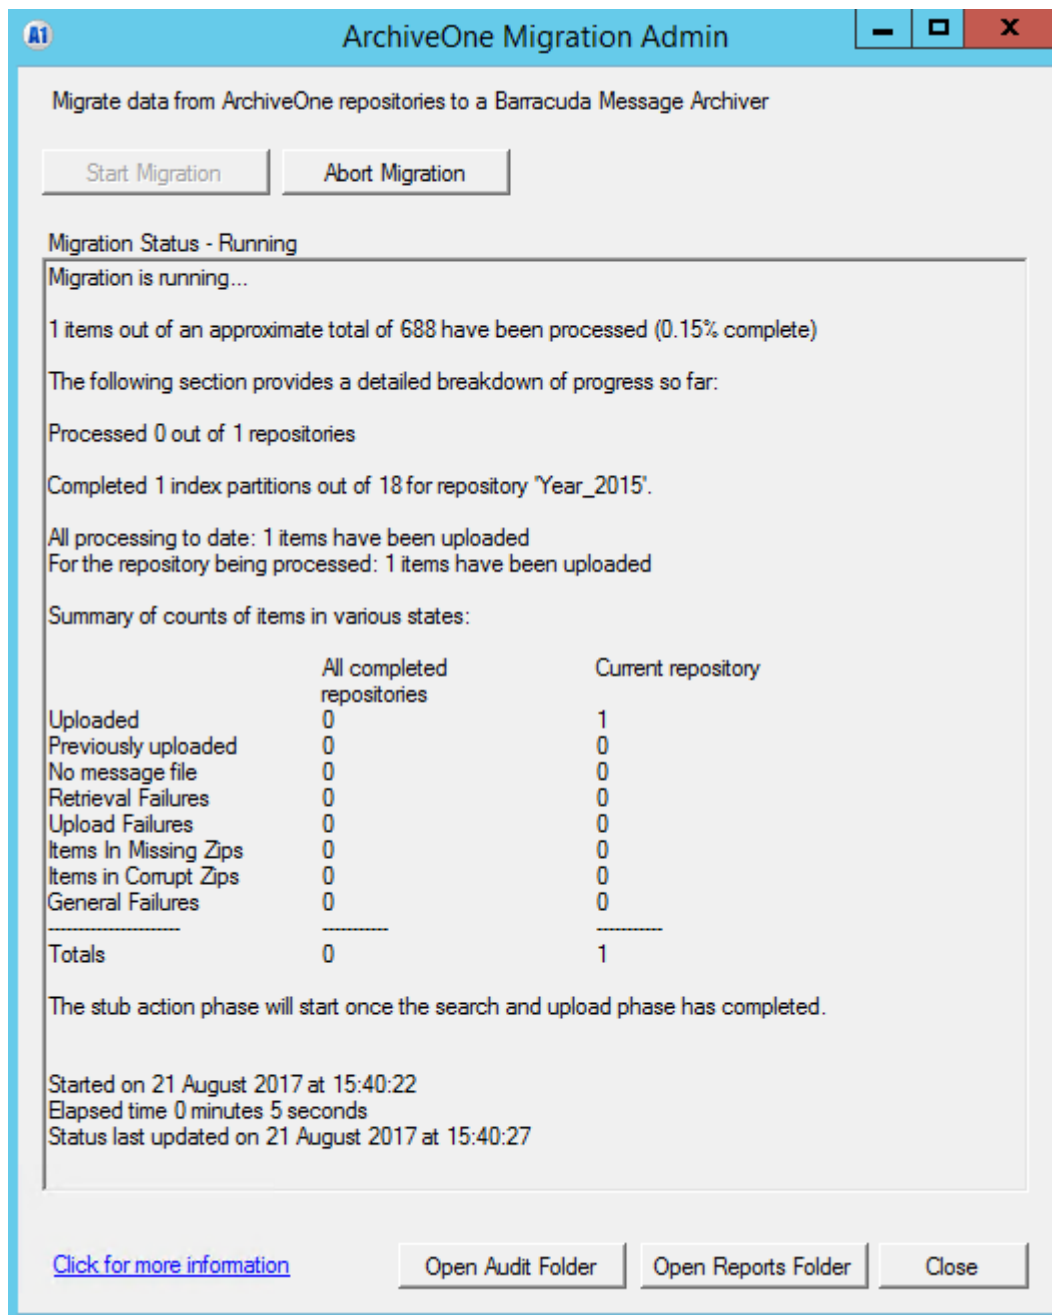 A1 ArchiveOne Migration Admin
Migrate data from ArchiveOne repositories to a Barracuda Message Archiver
Start Migration Abort Migration
Migration Status - Running
Migration is running...
1 items out of an approximate total of 688 have been processed (0.15% complete)
The following section provides a detailed breakdown of progress so far:
Processed 0 out of 1 repositories
Completed 1 index partitions out of 18 for repository 'Year_2015'.
All processing to date: 1 items have been uploaded
For the repository being processed: 1 items have been uploaded
Summary of counts of items in various states:
All completed Current repository
repositories
Uploaded 0 1
Previously uploaded 0 0
No message file 0 0
Retrieval Failures 0 0
Upload Failures 0 0
Items In Missing Zips 0 0
Items in Corrupt Zips 0 0
General Failures 0 0
---------------------- ----------- -----------
Totals 0 1
The stub action phase will start once the search and upload phase has completed.
Started on 21 August 2017 at 15:40:22
Elapsed time 0 minutes 5 seconds
Status last updated on 21 August 2017 at 15:40:27
Click for more information Open Audit Folder Open Reports Folder Close